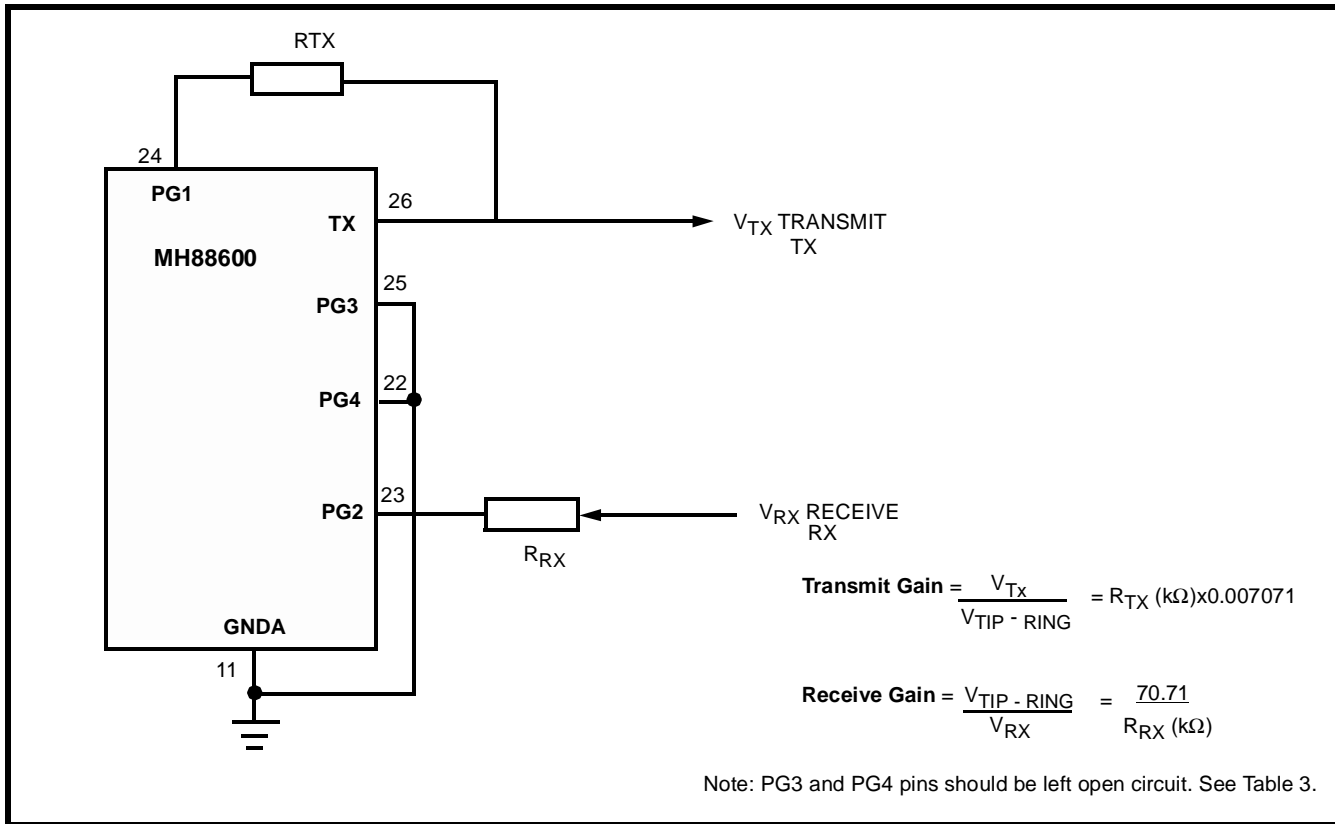 RTX
24
PG1
26
TX
V_TX TRANSMIT
TX
MH88600
25
PG3
22
PG4
23
PG2
V_RX RECEIVE
RX
R_RX
Transmit Gain = V_Tx / V_TIP - RING = R_TX (kΩ)x0.007071
GNDA
11
Receive Gain = V_TIP - RING / V_RX = 70.71 / R_RX (kΩ)
Note: PG3 and PG4 pins should be left open circuit. See Table 3.